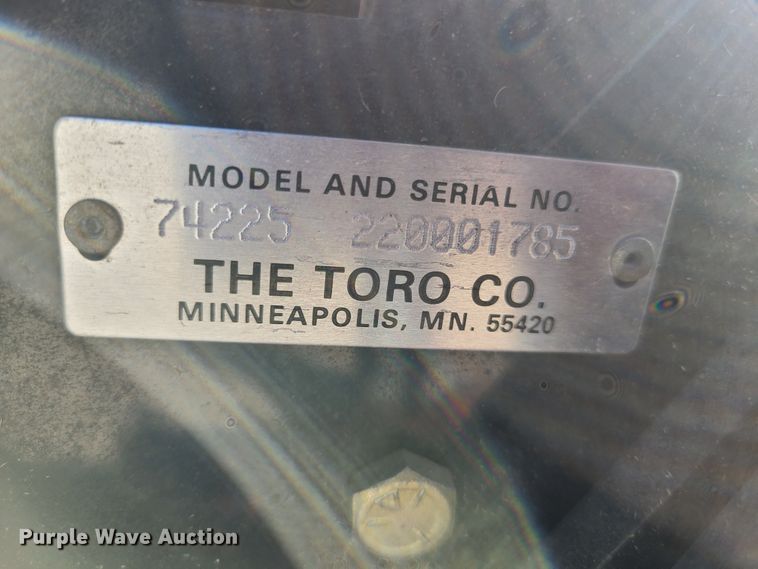 MODEL AND SERIAL NO.
74225 220001785
THE TORO CO.
MINNEAPOLIS, MN. 55420
Purple Wave Auction®